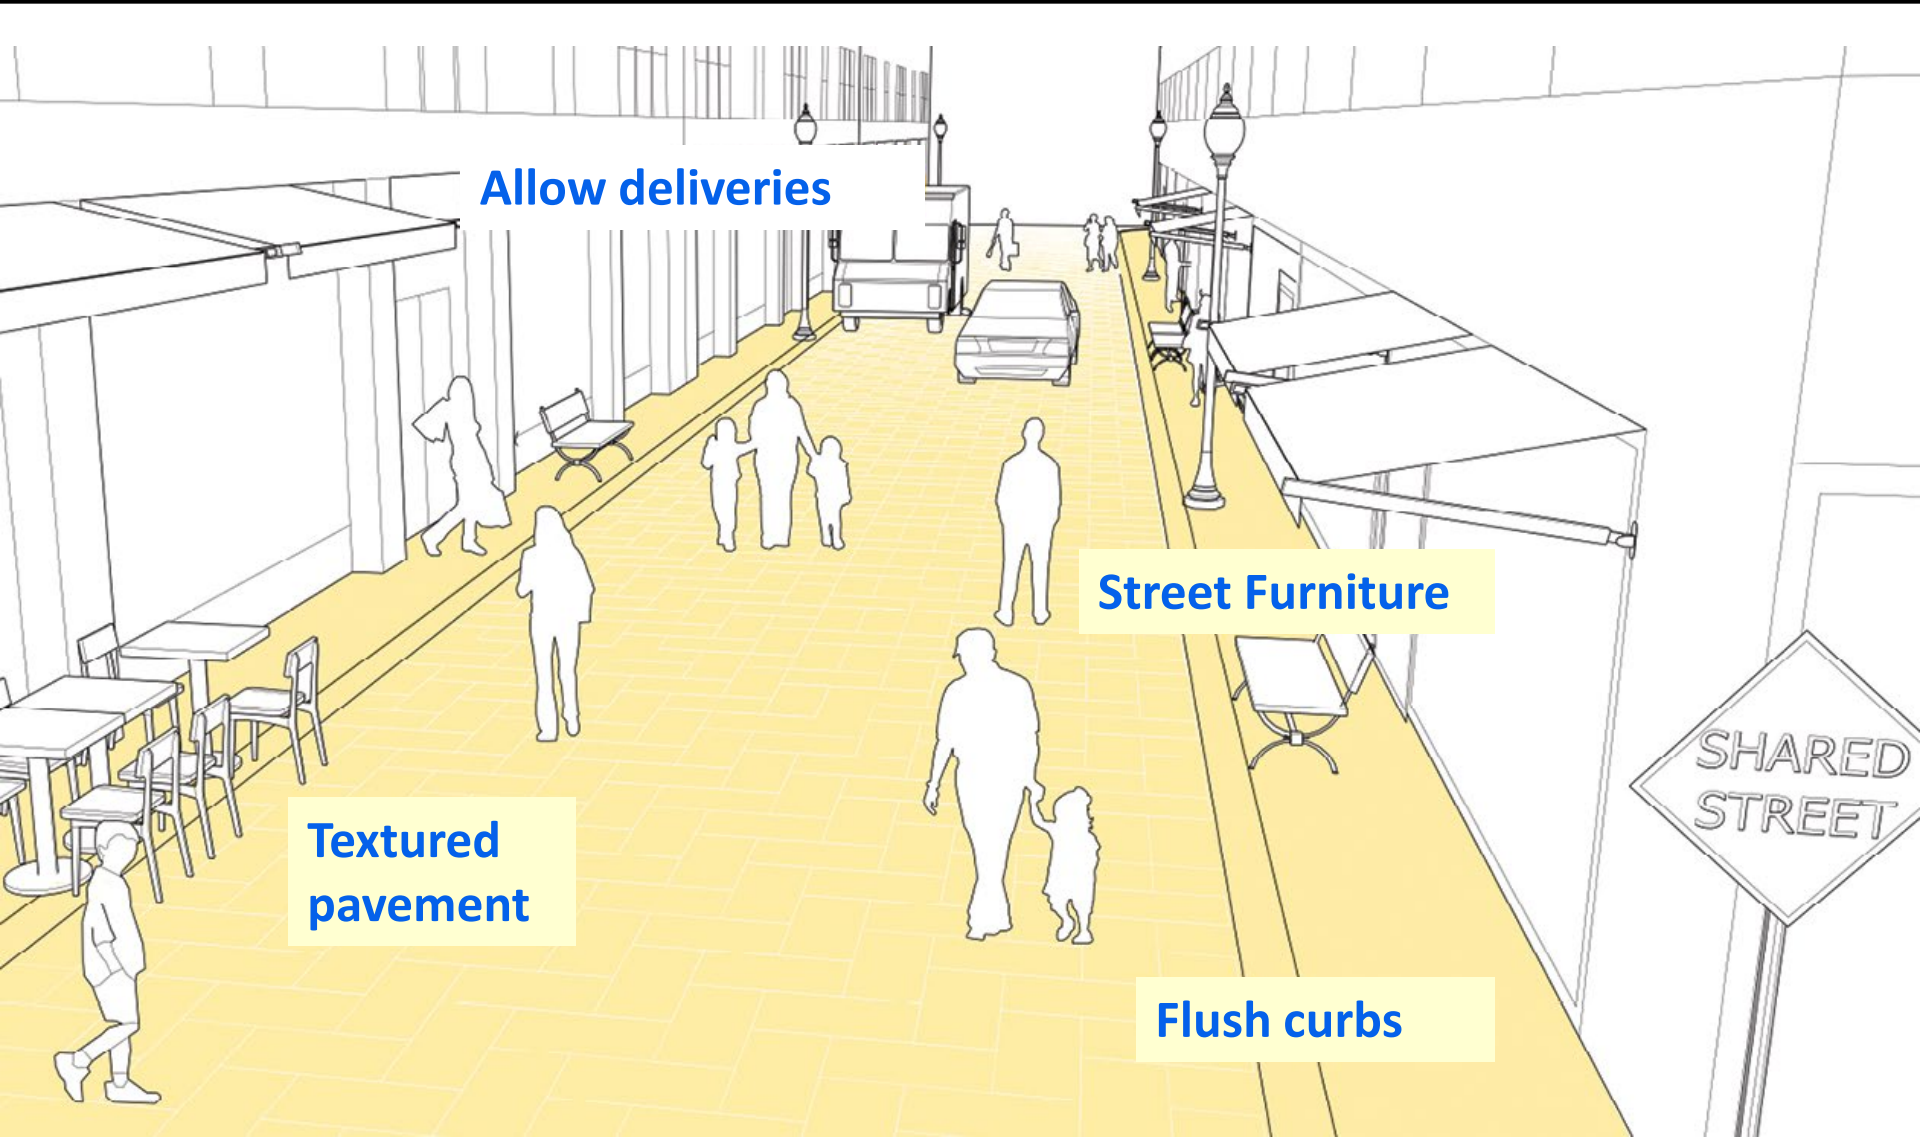 Allow deliveries
Street Furniture
SHARED
STREET
Textured
pavement
Flush curbs